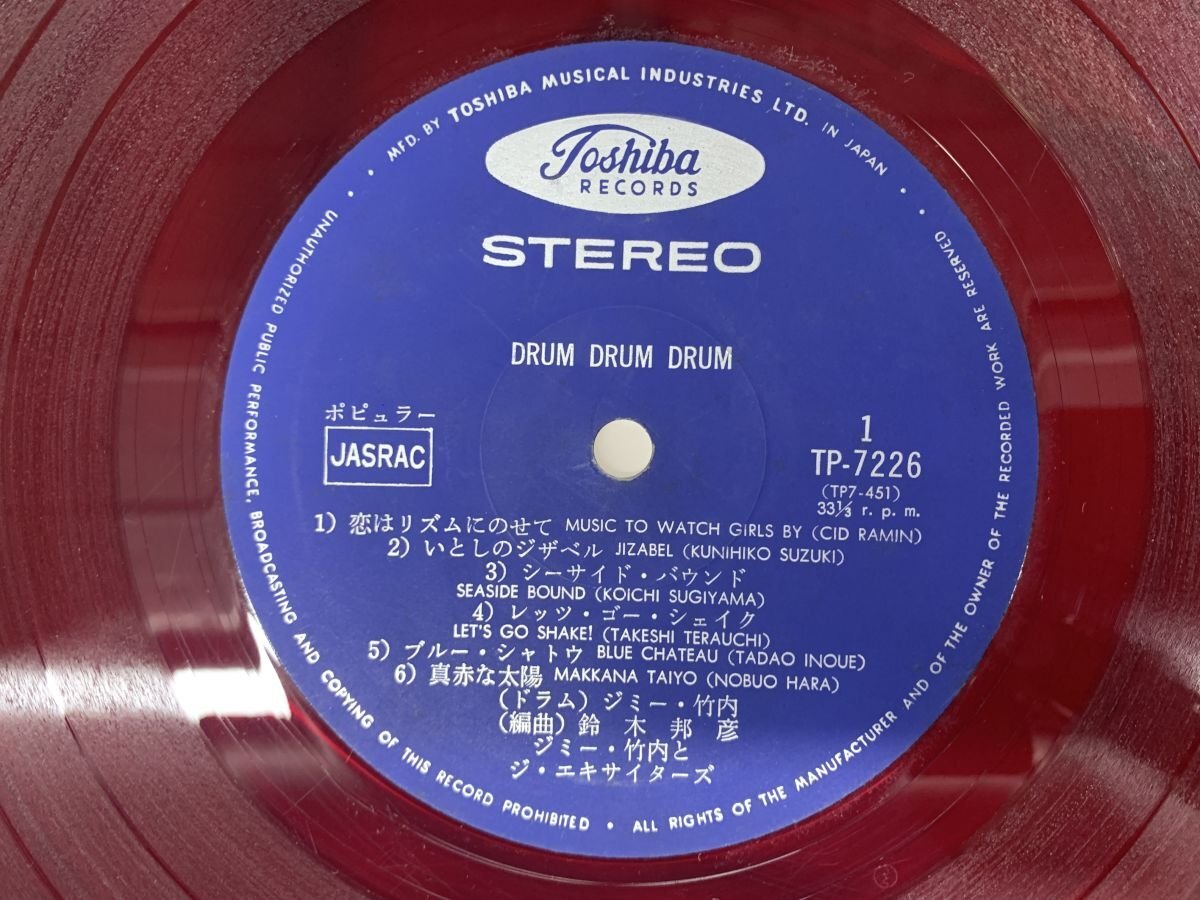 MFD. BY TOSHIBA MUSICAL INDUSTRIES LTD. IN JAPAN
Toshiba
RECORDS
STEREO
DRUM DRUM DRUM
ポピュラー
JASRAC
1
TP-7226
(TP7-451)
33⅓ r. p. m.
1) 恋はリズムにのせて MUSIC TO WATCH GIRLS BY (CID RAMIN)
2) いとしのジザベル JIZABEL (KUNIHIKO SUZUKI)
3) シーサイド・バウンド
SEASIDE BOUND (KOICHI SUGIYAMA)
4) レッツ・ゴー・シェイク
LET'S GO SHAKE! (TAKESHI TERAUCHI)
5) ブルー・シャトウ BLUE CHATEAU (TADAO INOUE)
6) 真赤な太陽 MAKKANA TAIYO (NOBUO HARA)
(ドラム) ジミー・竹内
(編曲) 鈴木邦彦
ジミー・竹内と
ジ・エキサイターズ
UNAUTHORIZED PUBLIC PERFORMANCE, BROADCASTING AND COPYING OF THIS RECORD PROHIBITED • ALL RIGHTS OF THE MANUFACTURER AND OF THE OWNER OF THE RECORDED WORK ARE RESERVED